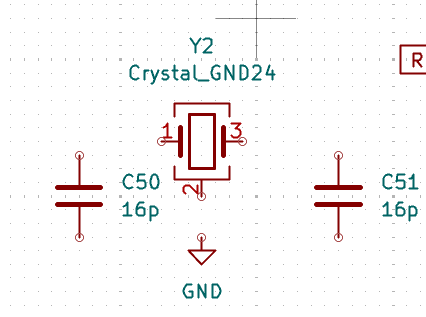 Y2
Crystal_GND24
R
1
3
2
C50
16p
C51
16p
GND